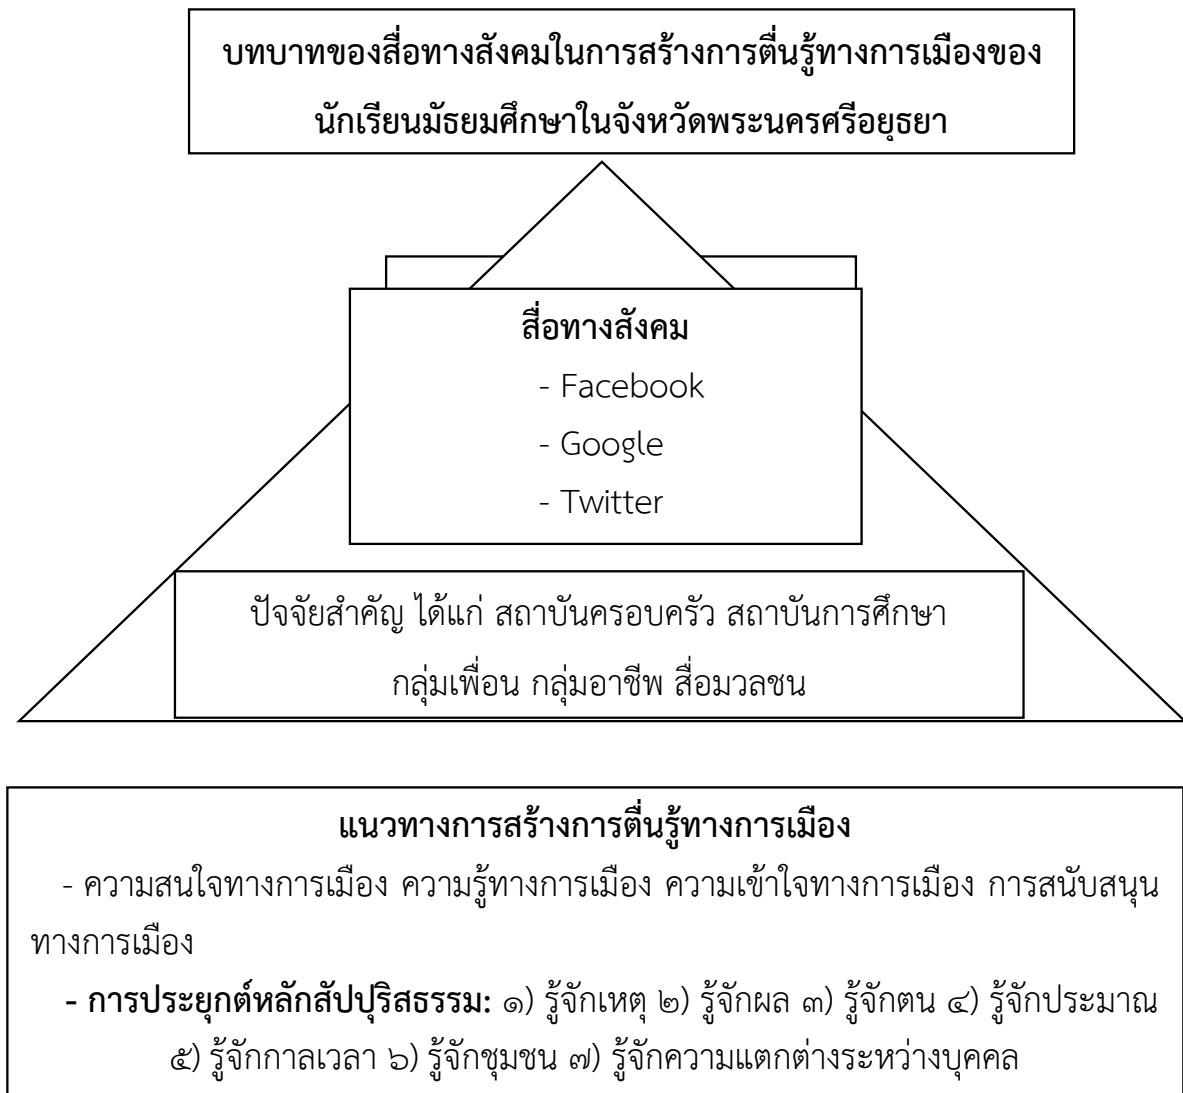 บทบาทของสื่อทางสังคมในการสร้างการตื่นรู้ทางการเมืองของ
นักเรียนมัธยมศึกษาในจังหวัดพระนครศรีอยุธยา
สื่อทางสังคม
- Facebook
- Google
- Twitter
ปัจจัยสำคัญ ได้แก่ สถาบันครอบครัว สถาบันการศึกษา
กลุ่มเพื่อน กลุ่มอาชีพ สื่อมวลชน
แนวทางการสร้างการตื่นรู้ทางการเมือง
- ความสนใจทางการเมือง ความรู้ทางการเมือง ความเข้าใจทางการเมือง การสนับสนุน
ทางการเมือง
- การประยุกต์หลักสัปปุริสธรรม: ๑) รู้จักเหตุ ๒) รู้จักผล ๓) รู้จักตน ๔) รู้จักประมาณ
๕) รู้จักกาลเวลา ๖) รู้จักชุมชน ๗) รู้จักความแตกต่างระหว่างบุคคล